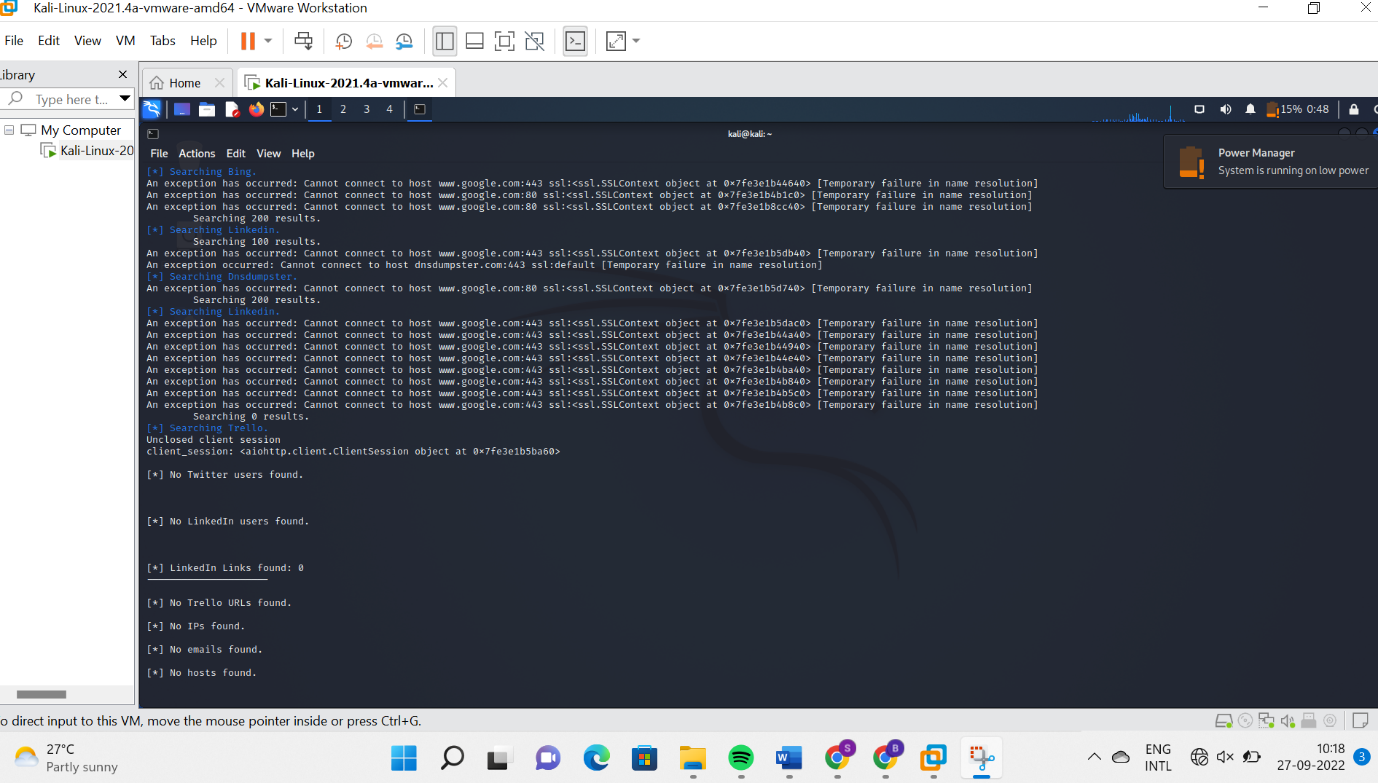 Kali-Linux-2021.4a-vmware-amd64 - VMware Workstation
File Edit View VM Tabs Help
Library
Type here t...
My Computer
Kali-Linux-20
Home
Kali-Linux-2021.4a-vmwar...
1 2 3 4
15% 0:48
kali@kali: ~
File Actions Edit View Help
Power Manager
System is running on low power
[*] Searching Bing.
An exception has occurred: Cannot connect to host www.google.com:443 ssl:<ssl.SSLContext object at 0×7fe3e1b44640> [Temporary failure in name resolution]
An exception has occurred: Cannot connect to host www.google.com:80 ssl:<ssl.SSLContext object at 0×7fe3e1b4b1c0> [Temporary failure in name resolution]
An exception has occurred: Cannot connect to host www.google.com:80 ssl:<ssl.SSLContext object at 0×7fe3e1b8cc40> [Temporary failure in name resolution]
Searching 200 results.
[*] Searching Linkedin.
Searching 100 results.
An exception has occurred: Cannot connect to host www.google.com:443 ssl:<ssl.SSLContext object at 0×7fe3e1b5db40> [Temporary failure in name resolution]
An exception occurred: Cannot connect to host dnsdumpster.com:443 ssl:default [Temporary failure in name resolution]
[*] Searching Dnsdumpster.
An exception has occurred: Cannot connect to host www.google.com:80 ssl:<ssl.SSLContext object at 0×7fe3e1b5d740> [Temporary failure in name resolution]
Searching 200 results.
[*] Searching Linkedin.
An exception has occurred: Cannot connect to host www.google.com:443 ssl:<ssl.SSLContext object at 0×7fe3e1b5dac0> [Temporary failure in name resolution]
An exception has occurred: Cannot connect to host www.google.com:443 ssl:<ssl.SSLContext object at 0×7fe3e1b44a40> [Temporary failure in name resolution]
An exception has occurred: Cannot connect to host www.google.com:443 ssl:<ssl.SSLContext object at 0×7fe3e1b44940> [Temporary failure in name resolution]
An exception has occurred: Cannot connect to host www.google.com:443 ssl:<ssl.SSLContext object at 0×7fe3e1b44e40> [Temporary failure in name resolution]
An exception has occurred: Cannot connect to host www.google.com:443 ssl:<ssl.SSLContext object at 0×7fe3e1b4ba40> [Temporary failure in name resolution]
An exception has occurred: Cannot connect to host www.google.com:443 ssl:<ssl.SSLContext object at 0×7fe3e1b4b840> [Temporary failure in name resolution]
An exception has occurred: Cannot connect to host www.google.com:443 ssl:<ssl.SSLContext object at 0×7fe3e1b4b5c0> [Temporary failure in name resolution]
An exception has occurred: Cannot connect to host www.google.com:443 ssl:<ssl.SSLContext object at 0×7fe3e1b4b8c0> [Temporary failure in name resolution]
Searching 0 results.
[*] Searching Trello.
Unclosed client session
client_session: <aiohttp.client.ClientSession object at 0×7fe3e1b5ba60>
[*] No Twitter users found.
[*] No LinkedIn users found.
[*] LinkedIn Links found: 0
[*] No Trello URLs found.
[*] No IPs found.
[*] No emails found.
[*] No hosts found.
o direct input to this VM, move the mouse pointer inside or press Ctrl+G.
27°C
Partly sunny
S
B
ENG
INTL
10:18
27-09-2022
3